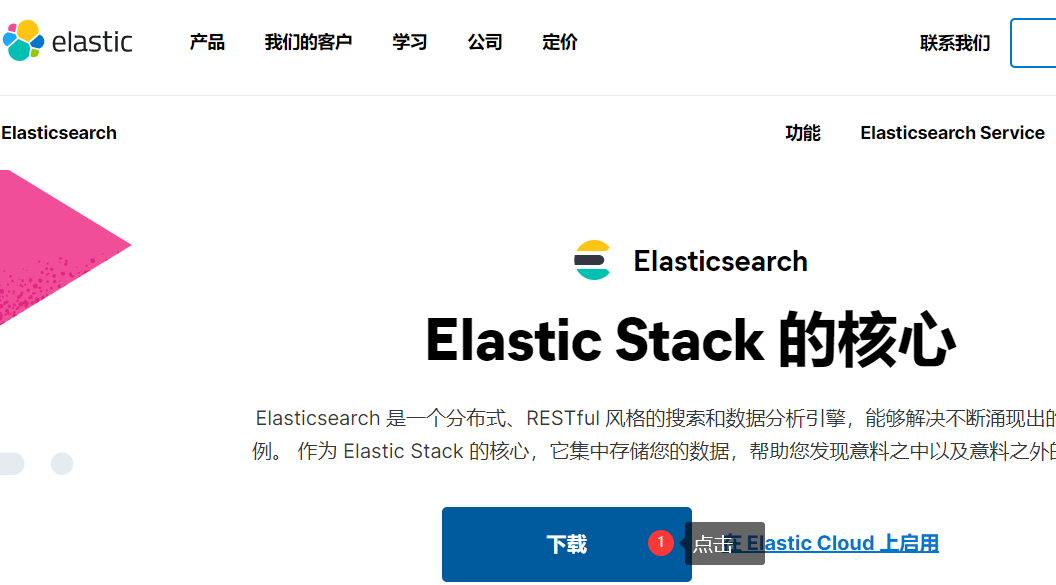 elastic 产品 我们的客户 学习 公司 定价 联系我们
Elasticsearch 功能 Elasticsearch Service
Elasticsearch
Elastic Stack 的核心
Elasticsearch 是一个分布式、RESTful 风格的搜索和数据分析引擎，能够解决不断涌现出的
例。 作为 Elastic Stack 的核心，它集中存储您的数据，帮助您发现意料之中以及意料之外的
下载 1 点击 在 Elastic Cloud 上启用